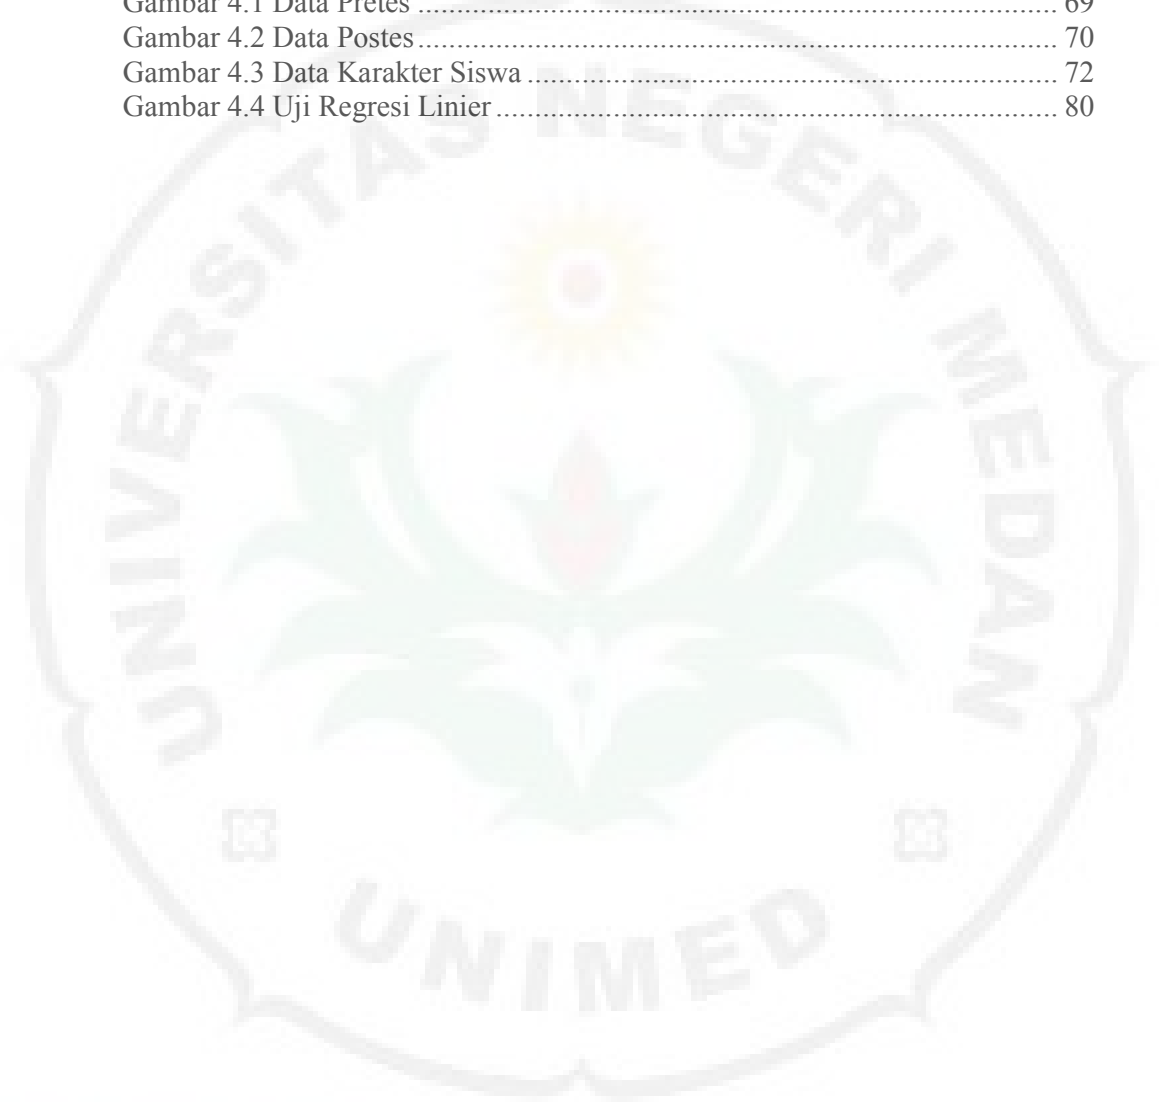 Gambar 4.1 Data Pretes ........................................................................................ 69
Gambar 4.2 Data Postes ....................................................................................... 70
Gambar 4.3 Data Karakter Siswa ......................................................................... 72
Gambar 4.4 Uji Regresi Linier ............................................................................. 80
UNIVERSITAS NEGERI MEDAN
UNIMED